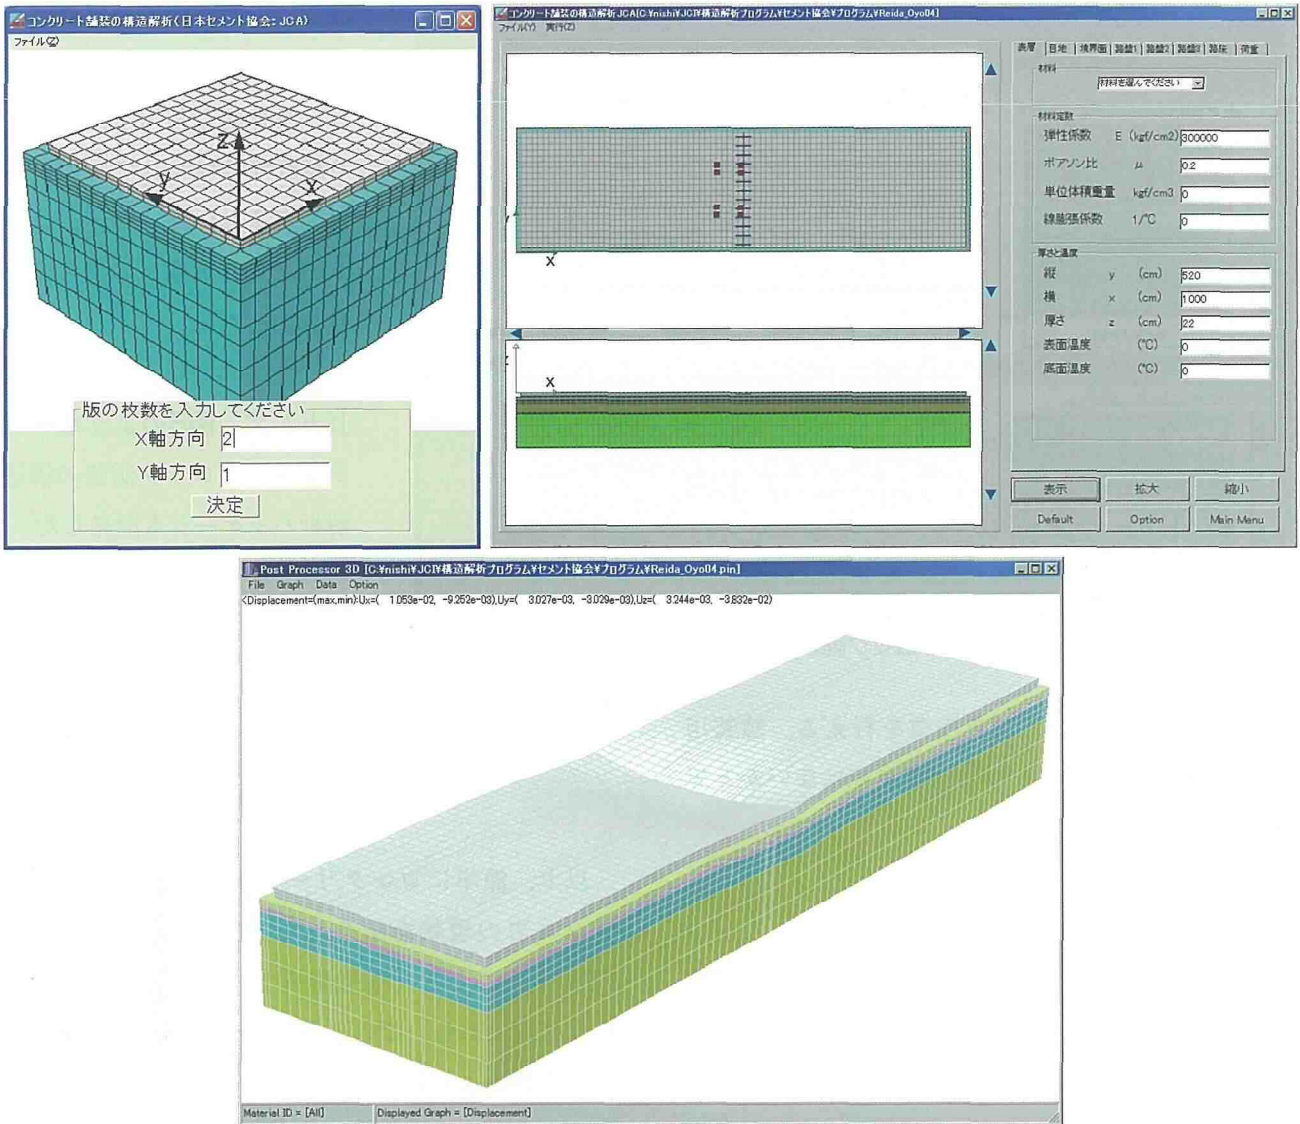 コンクリート舗装の構造解析(日本セメント協会: JCA)
ファイル(Z)
z
y
x
版の枚数を入力してください
X軸方向 2
Y軸方向 1
決定
コンクリート舗装の構造解析JCA[C:¥nishi¥JCI¥構造解析プログラム¥セメント協会¥プログラム¥Reida_Oyo04]
ファイル(Y) 実行(Z)
x
x
表層 目地 境界面 路盤1 路盤2 路盤3 路床 荷重
材料
材料を選んでください
材料定数
弾性係数 E (kgf/cm2) 300000
ポアソン比 μ 0.2
単位体積重量 kgf/cm3 0
線膨張係数 1/℃ 0
厚さと温度
縦 y (cm) 520
横 x (cm) 1000
厚さ z (cm) 22
表面温度 (℃) 0
底面温度 (℃) 0
表示 拡大 縮小
Default Option Main Menu
Post Processor 3D [C:¥nishi¥JCI¥構造解析プログラム¥セメント協会¥プログラム¥Reida_Oyo04.pin]
File Graph Data Option
<Displacement=(max,min):Ux=( 1.053e-02, -9.252e-03),Uy=( 3.027e-03, -3.029e-03),Uz=( 3.244e-03, -3.832e-02)
Material ID = [All] Displayed Graph = [Displacement]